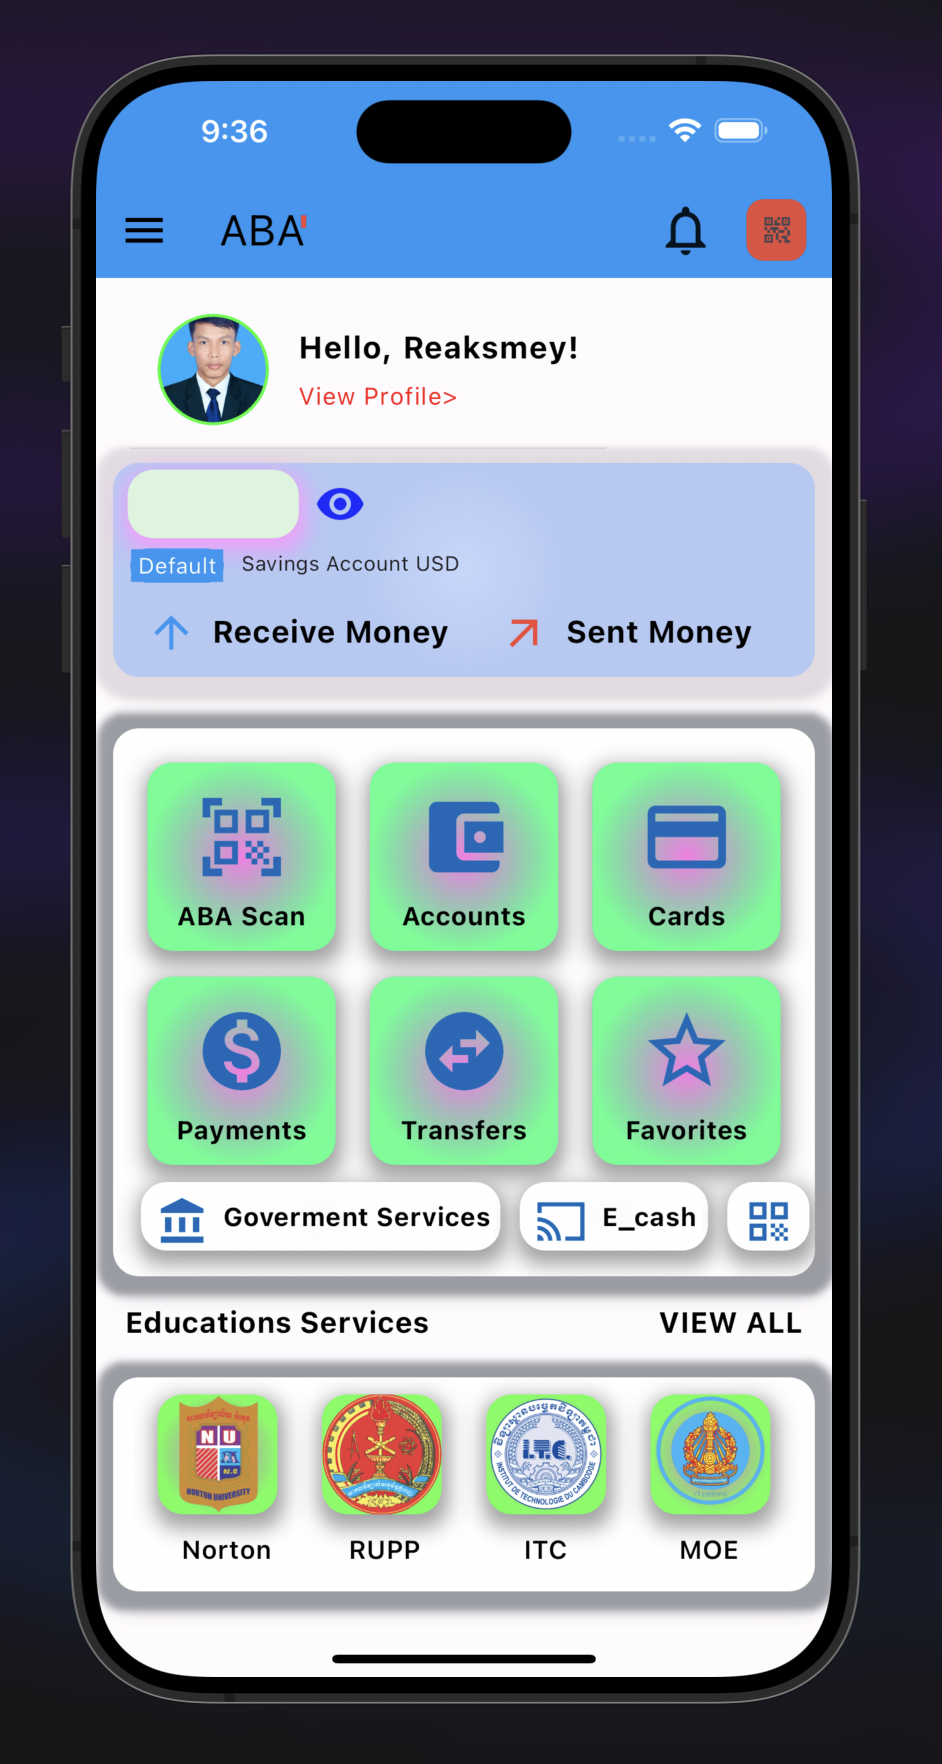 9:36
ABA'
Hello, Reaksmey!
View Profile>
Default Savings Account USD
Receive Money Sent Money
ABA Scan Accounts Cards
Payments Transfers Favorites
Goverment Services E_cash
Educations Services VIEW ALL
NU
NORTON UNIVERSITY
I.T.C.
INSTITUT DE TECHNOLOGIE DU CAMBODGE
Norton RUPP ITC MOE